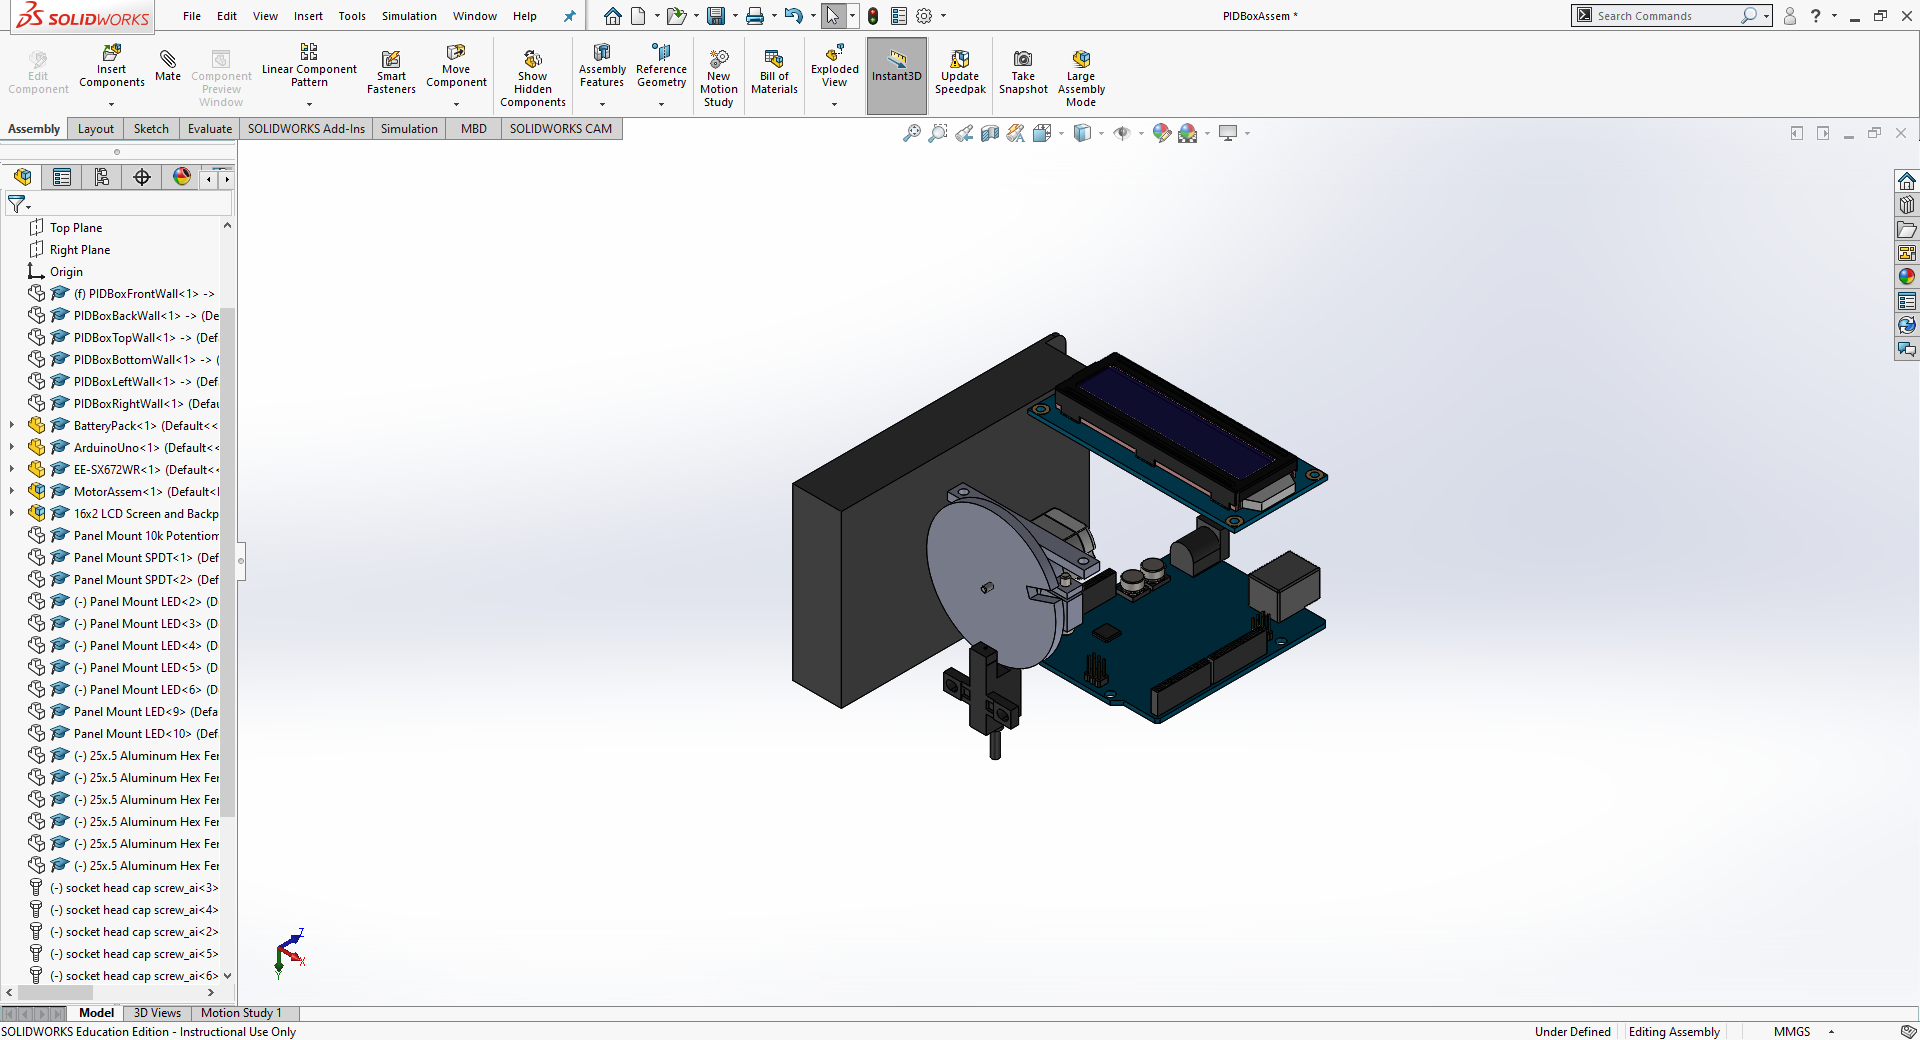 SOLIDWORKS
File Edit View Insert Tools Simulation Window Help
PIDBoxAssem *
Search Commands
Edit Component
Insert Components
Mate
Component Preview Window
Linear Component Pattern
Smart Fasteners
Move Component
Show Hidden Components
Assembly Features
Reference Geometry
New Motion Study
Bill of Materials
Exploded View
Instant3D
Update Speedpak
Take Snapshot
Large Assembly Mode
Assembly Layout Sketch Evaluate SOLIDWORKS Add-Ins Simulation MBD SOLIDWORKS CAM
Top Plane
Right Plane
Origin
(f) PIDBoxFrontWall<1> ->
PIDBoxBackWall<1> -> (De
PIDBoxTopWall<1> -> (Def
PIDBoxBottomWall<1> -> (
PIDBoxLeftWall<1> -> (Def
PIDBoxRightWall<1> (Defau
BatteryPack<1> (Default<<
ArduinoUno<1> (Default<<
EE-SX672WR<1> (Default<<
MotorAssem<1> (Default<
16x2 LCD Screen and Backp
Panel Mount 10k Potention
Panel Mount SPDT<1> (Def
Panel Mount SPDT<2> (Def
(-) Panel Mount LED<2> (D
(-) Panel Mount LED<3> (D
(-) Panel Mount LED<4> (D
(-) Panel Mount LED<5> (D
(-) Panel Mount LED<6> (D
Panel Mount LED<9> (Defa
Panel Mount LED<10> (Def
(-) 25x.5 Aluminum Hex Fer
(-) 25x.5 Aluminum Hex Fer
(-) 25x.5 Aluminum Hex Fer
(-) 25x.5 Aluminum Hex Fer
(-) 25x.5 Aluminum Hex Fer
(-) 25x.5 Aluminum Hex Fer
(-) socket head cap screw_ai<3>
(-) socket head cap screw_ai<4>
(-) socket head cap screw_ai<2>
(-) socket head cap screw_ai<5>
(-) socket head cap screw_ai<6>
Z
X
Y
Model 3D Views Motion Study 1
SOLIDWORKS Education Edition - Instructional Use Only
Under Defined Editing Assembly MMGS